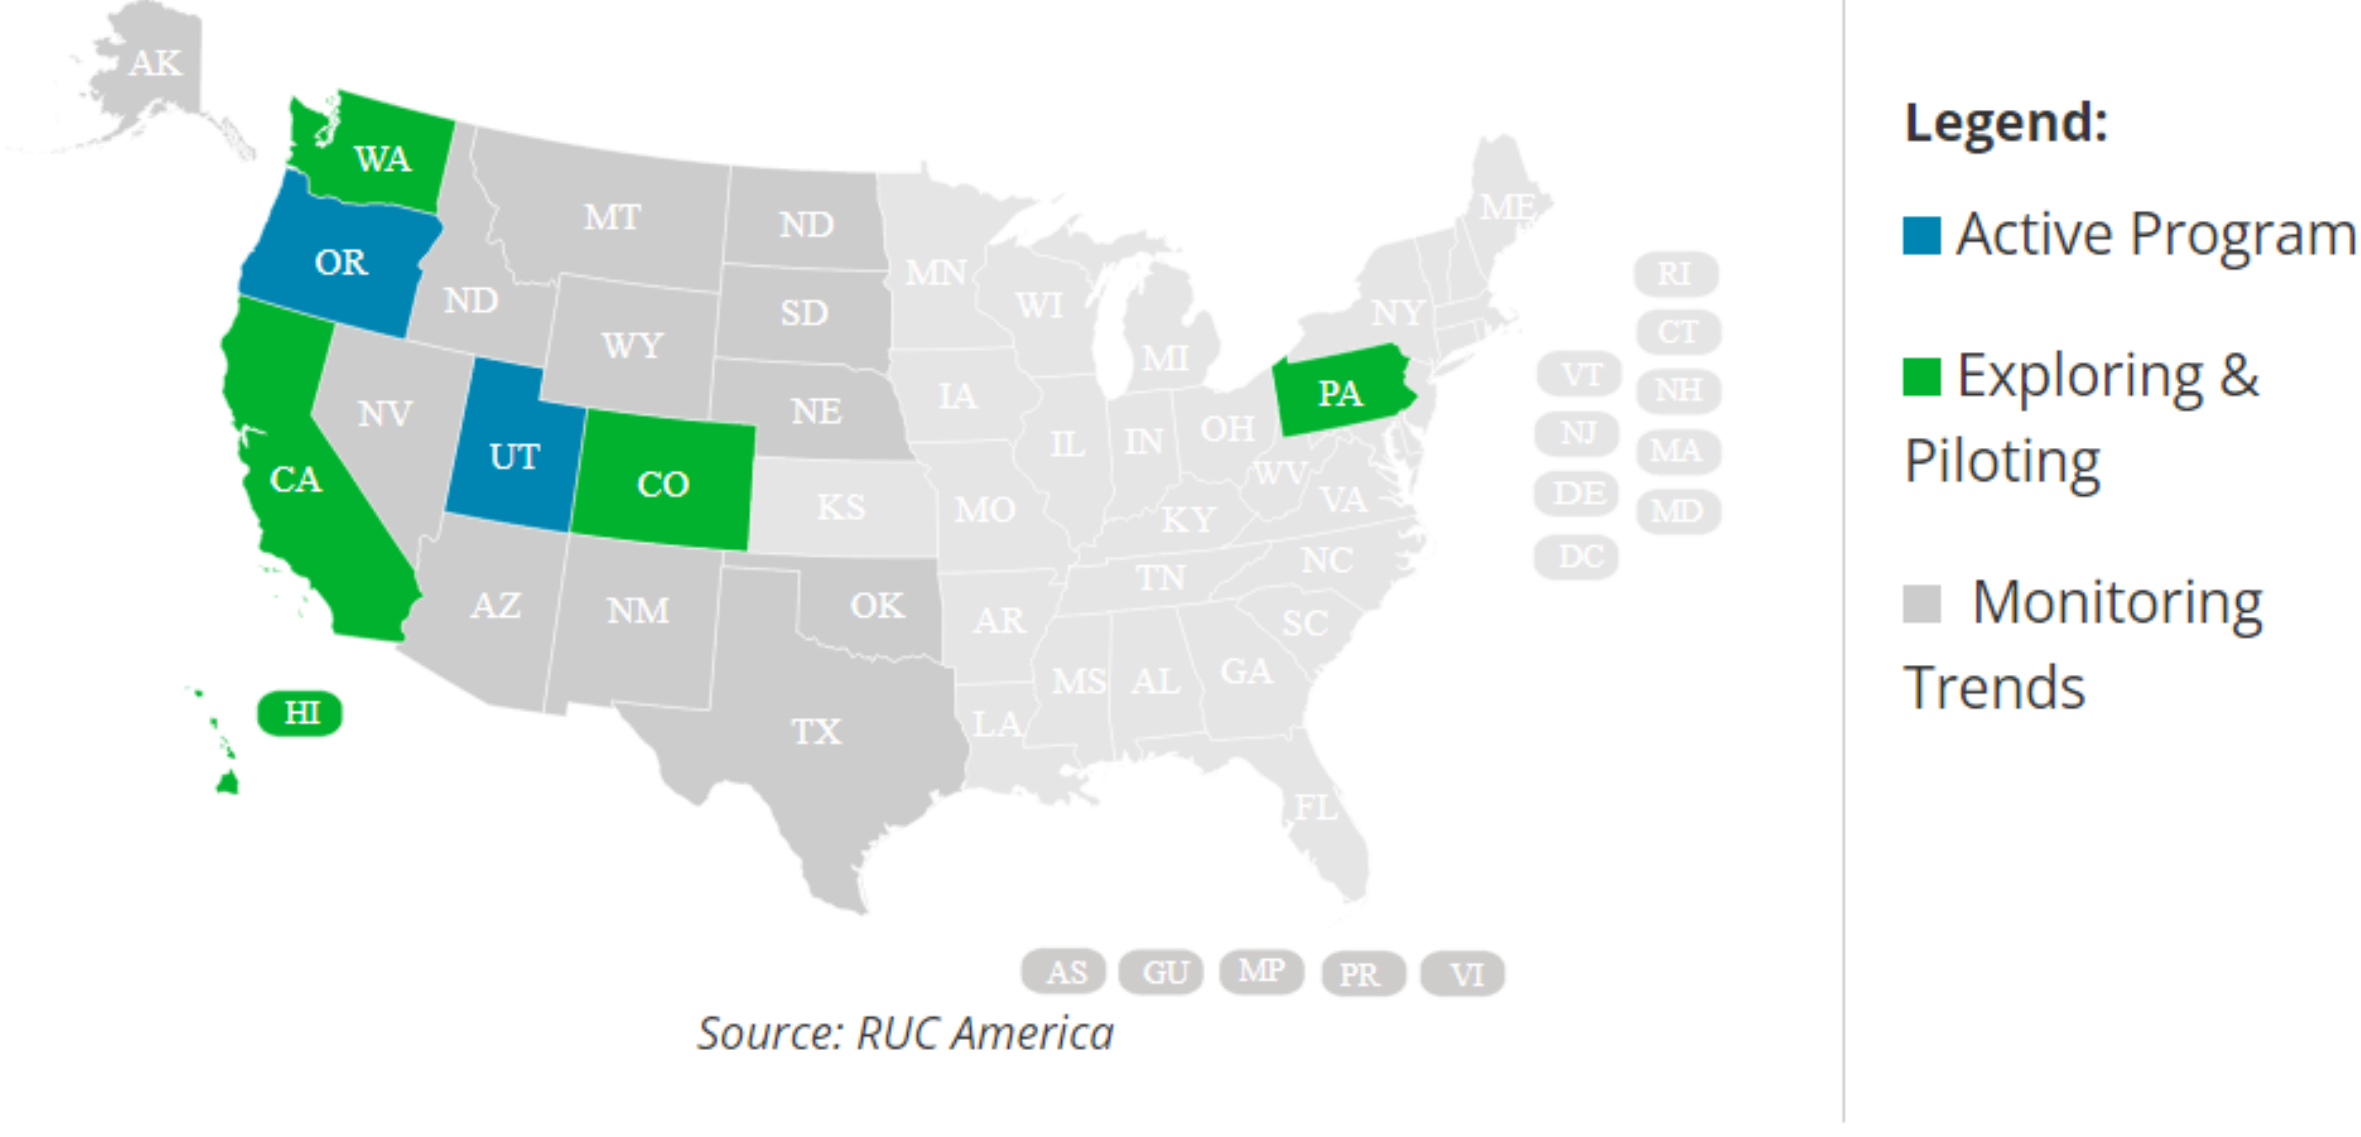 AK
WA
MT
ND
OR
ND
SD
WY
NE
NV
UT
CO
CA
AZ
NM
OK
TX
HI
MN
WI
MI
IA
IL
IN
OH
KS
MO
KY
WV
VA
PA
NY
ME
TN
NC
AR
SC
MS
AL
GA
LA
FL
RI
CT
VT
NH
NJ
MA
DE
MD
DC
AS GU MP PR VI
Source: RUC America
Legend:
Active Program
Exploring &
Piloting
Monitoring
Trends